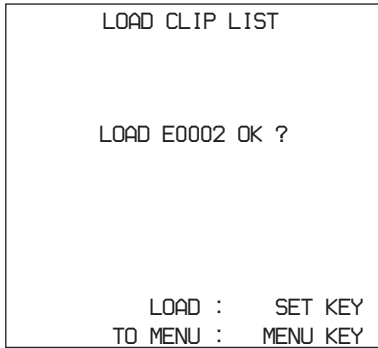 LOAD CLIP LIST
LOAD E0002 OK ?
LOAD : SET KEY
TO MENU : MENU KEY